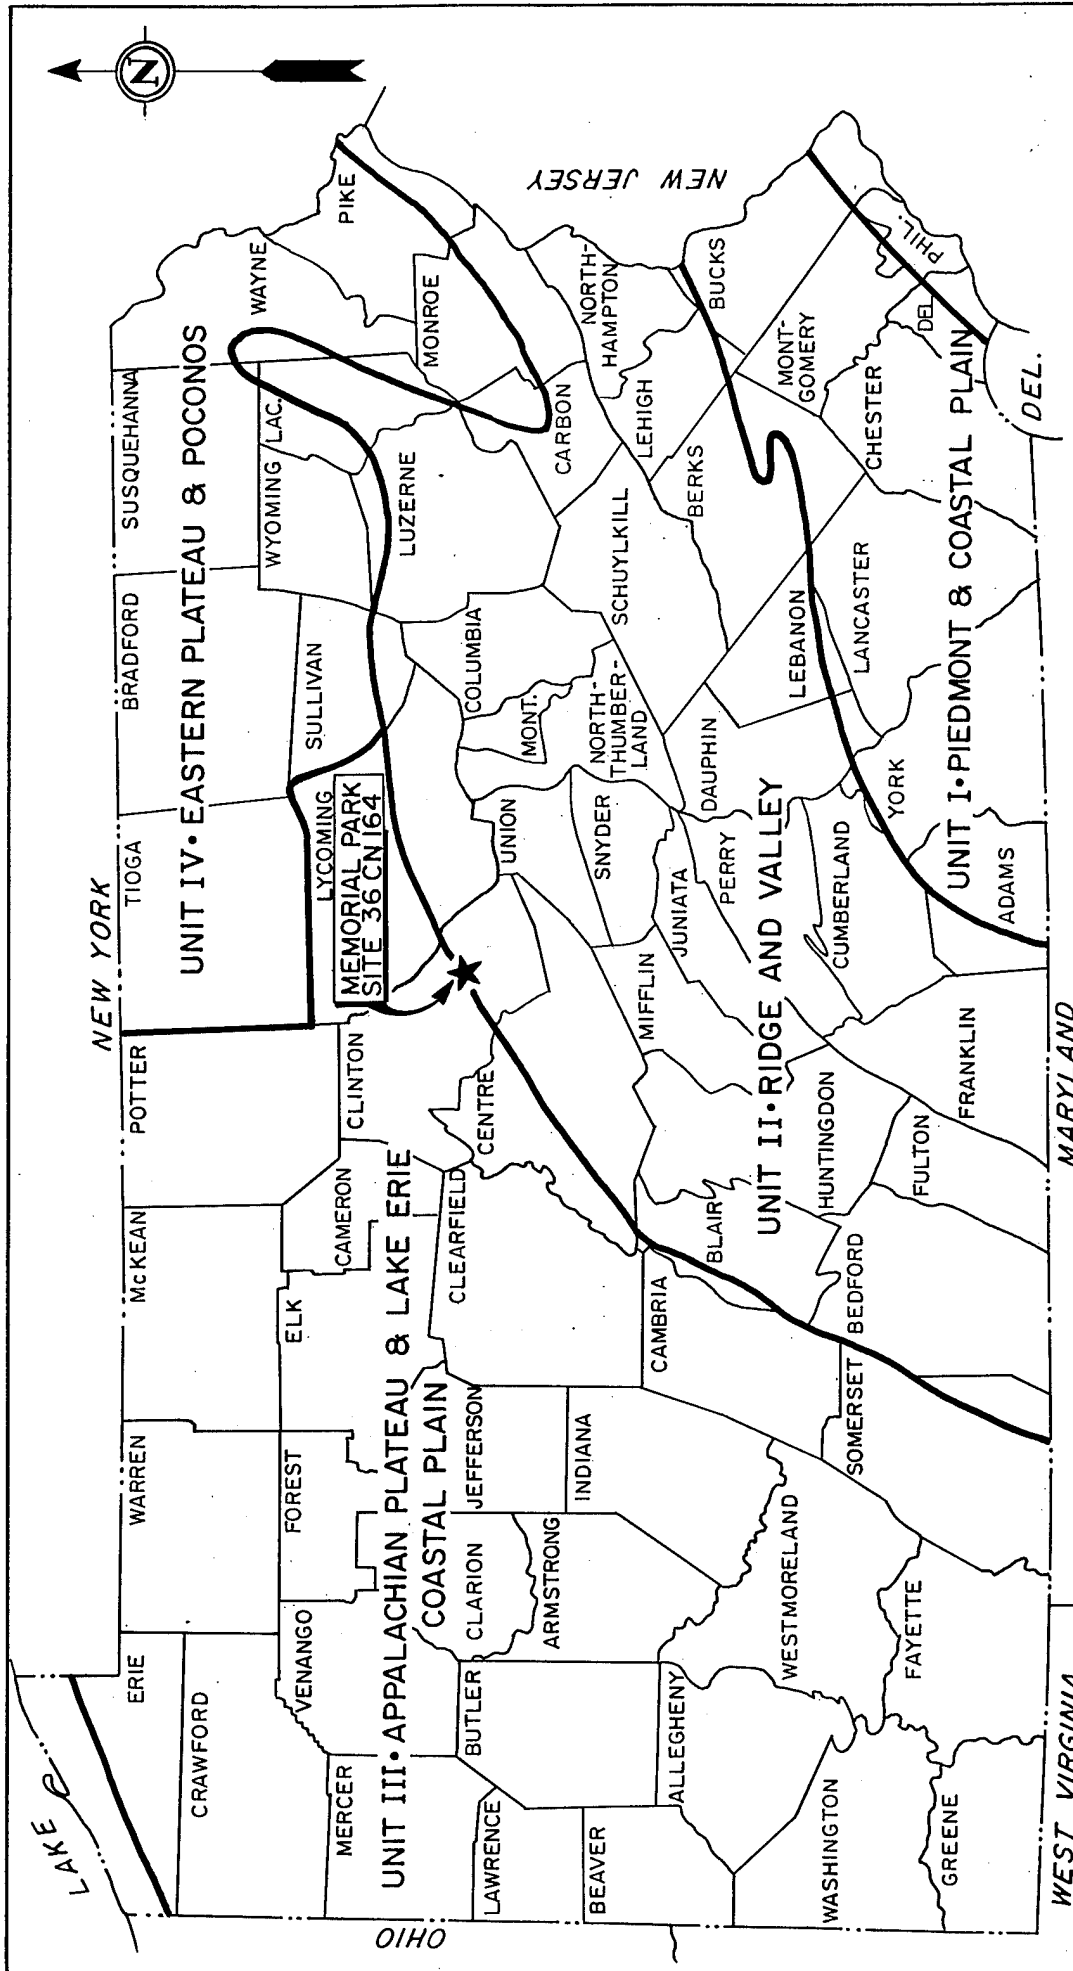 N
LAKE
NEW YORK
ERIE
CRAWFORD
WARREN
McKEAN
POTTER
TIOGA
BRADFORD
SUSQUEHANNA
WAYNE
PIKE
UNIT IV • EASTERN PLATEAU & POCONOS
VENANGO
FOREST
ELK
CAMERON
CLINTON
LYCOMING
SULLIVAN
WYOMING
LAC.
MERCER
MEMORIAL PARK
SITE 36 CN 164
LUZERNE
MONROE
UNIT III • APPALACHIAN PLATEAU & LAKE ERIE
COASTAL PLAIN
LAWRENCE
BUTLER
CLARION
JEFFERSON
CLEARFIELD
CENTRE
UNION
COLUMBIA
MONT.
CARBON
NORTH-
HAMPTON
NEW JERSEY
OHIO
BEAVER
ARMSTRONG
INDIANA
SNYDER
NORTH-
THUMBER-
LAND
SCHUYLKILL
LEHIGH
ALLEGHENY
CAMBRIA
BLAIR
MIFFLIN
JUNIATA
PERRY
DAUPHIN
BERKS
BUCKS
UNIT II • RIDGE AND VALLEY
LEBANON
MONT-
GOMERY
WASHINGTON
WESTMORELAND
SOMERSET
BEDFORD
HUNTINGDON
CUMBERLAND
YORK
LANCASTER
CHESTER
DEL
PHIL.
GREENE
FAYETTE
FULTON
FRANKLIN
ADAMS
UNIT I • PIEDMONT & COASTAL PLAIN
DEL.
WEST VIRGINIA
MARYLAND